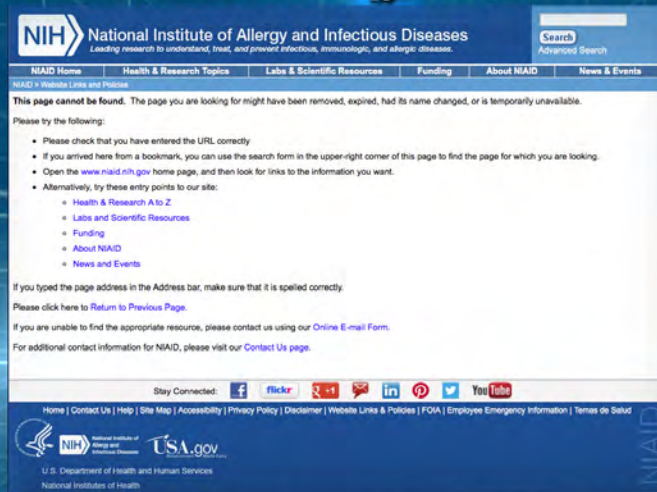 NIH
National Institute of Allergy and Infectious Diseases
Leading research to understand, treat, and prevent infectious, immunologic, and allergic diseases.
Search
Advanced Search
NIAID Home Health & Research Topics Labs & Scientific Resources Funding About NIAID News & Events
NIAID » Website Links and Policies
This page cannot be found. The page you are looking for might have been removed, expired, had its name changed, or is temporarily unavailable.
Please try the following:
• Please check that you have entered the URL correctly
• If you arrived here from a bookmark, you can use the search form in the upper-right corner of this page to find the page for which you are looking.
• Open the www.niaid.nih.gov home page, and then look for links to the information you want.
• Alternatively, try these entry points to our site:
Health & Research A to Z
Labs and Scientific Resources
Funding
About NIAID
News and Events
If you typed the page address in the Address bar, make sure that it is spelled correctly.
Please click here to Return to Previous Page.
If you are unable to find the appropriate resource, please contact us using our Online E-mail Form.
For additional contact information for NIAID, please visit our Contact Us page.
Stay Connected: f flickr g +1 in YouTube
Home | Contact Us | Help | Site Map | Accessibility | Privacy Policy | Disclaimer | Website Links & Policies | FOIA | Employee Emergency Information | Temas de Salud
NIH National Institute of Allergy and Infectious Diseases USA.gov
U.S. Department of Health and Human Services
National Institutes of Health
NIAID